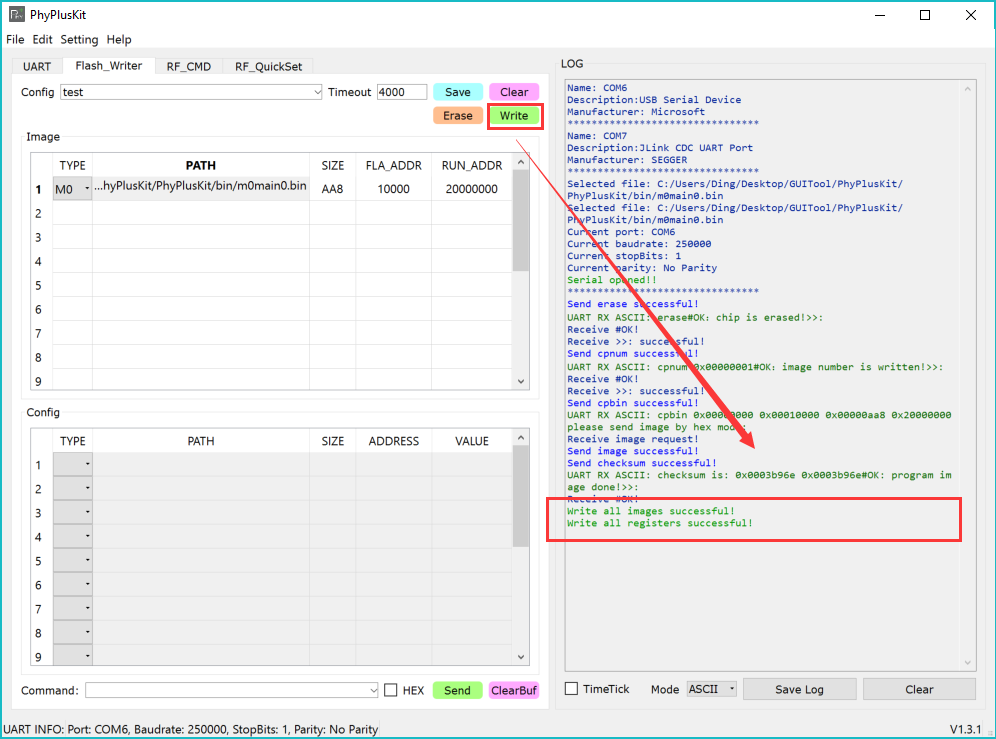 PhyPlusKit
File Edit Setting Help
UART Flash_Writer RF_CMD RF_QuickSet
Config test Timeout 4000 Save Clear
Erase Write
Image
TYPE PATH SIZE FLA_ADDR RUN_ADDR
1 M0 ...hyPlusKit/PhyPlusKit/bin/m0main0.bin AA8 10000 20000000
2
3
4
5
6
7
8
9
Config
TYPE PATH SIZE ADDRESS VALUE
1
2
3
4
5
6
7
8
9
Command: HEX Send ClearBuf
LOG
Name: COM6
Description:USB Serial Device
Manufacturer: Microsoft
********************************
Name: COM7
Description:JLink CDC UART Port
Manufacturer: SEGGER
********************************
Selected file: C:/Users/Ding/Desktop/GUITool/PhyPlusKit/
PhyPlusKit/bin/m0main0.bin
Selected file: C:/Users/Ding/Desktop/GUITool/PhyPlusKit/
PhyPlusKit/bin/m0main0.bin
Current port: COM6
Current baudrate: 250000
Current stopBits: 1
Current parity: No Parity
Serial opened!!
********************************
Send erase successful!
UART RX ASCII: erase#OK: chip is erased!>>:
Receive #OK!
Receive >>: successful!
Send cpnum successful!
UART RX ASCII: cpnum 0x00000001#OK: image number is written!>>:
Receive #OK!
Receive >>: successful!
Send cpbin successful!
UART RX ASCII: cpbin 0x00000000 0x00010000 0x00000aa8 0x20000000
please send image by hex mode:
Receive image request!
Send image successful!
Send checksum successful!
UART RX ASCII: checksum is: 0x0003b96e 0x0003b96e#OK: program im
age done!>>:
Receive #OK!
Write all images successful!
Write all registers successful!
TimeTick Mode ASCII Save Log Clear
UART INFO: Port: COM6, Baudrate: 250000, StopBits: 1, Parity: No Parity
V1.3.1